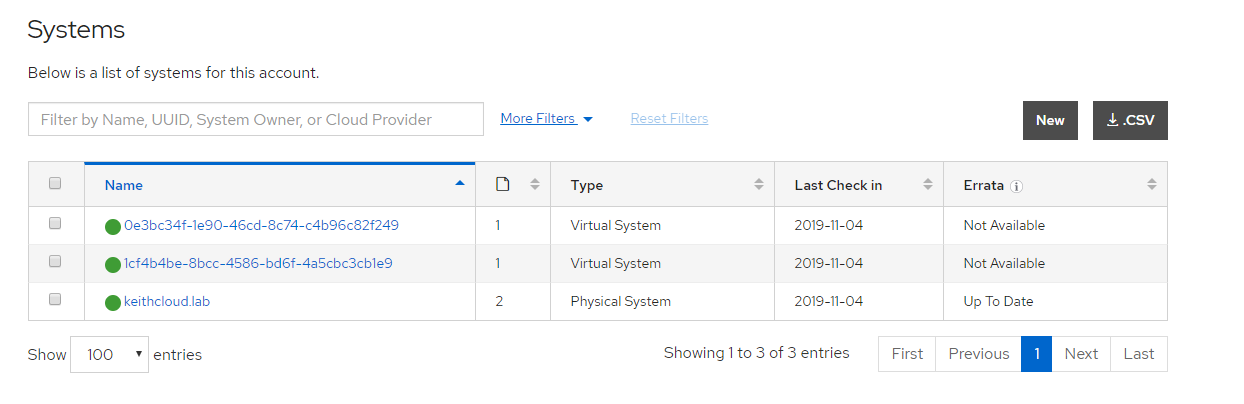 Systems
Below is a list of systems for this account.
Filter by Name, UUID, System Owner, or Cloud Provider More Filters Reset Filters New .CSV
Name Type Last Check in Errata
0e3bc34f-1e90-46cd-8c74-c4b96c82f249 1 Virtual System 2019-11-04 Not Available
1cf4b4be-8bcc-4586-bd6f-4a5cbc3cb1e9 1 Virtual System 2019-11-04 Not Available
keithcloud.lab 2 Physical System 2019-11-04 Up To Date
Show 100 entries Showing 1 to 3 of 3 entries First Previous 1 Next Last